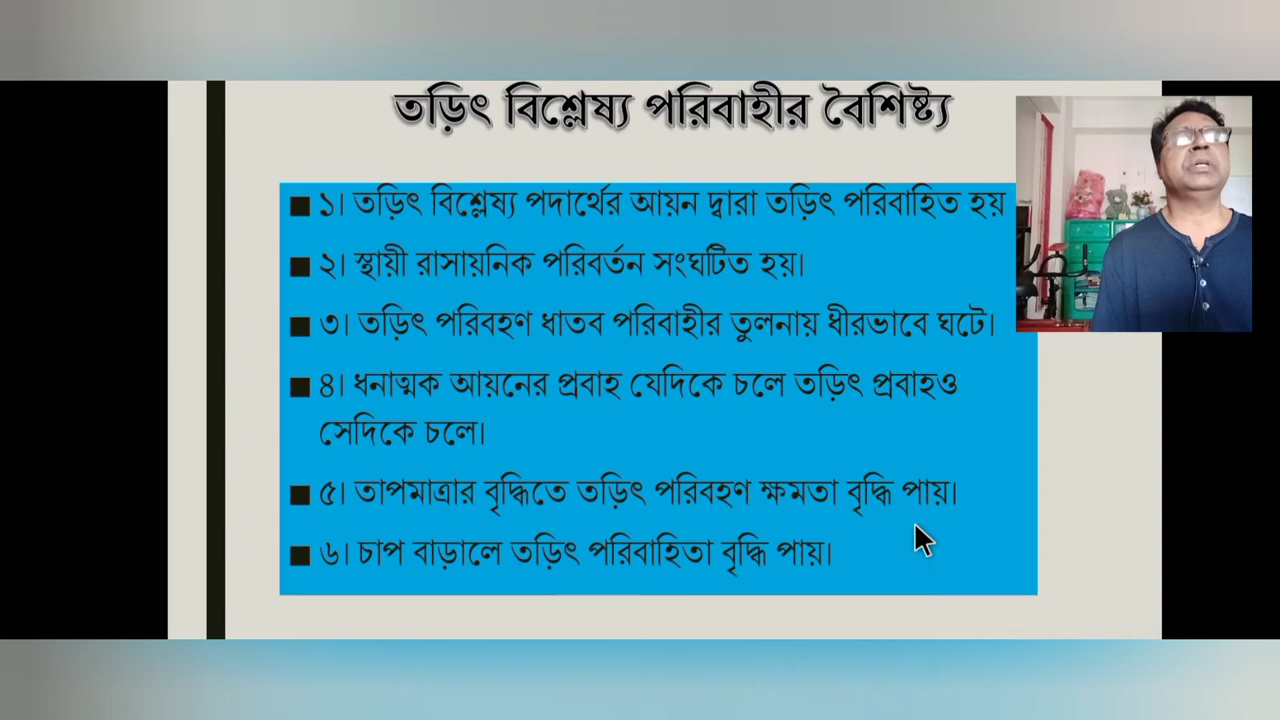 তড়িৎ বিশ্লেষ্য পরিবাহীর বৈশিষ্ট্য
১। তড়িৎ বিশ্লেষ্য পদার্থের আয়ন দ্বারা তড়িৎ পরিবাহিত হয়
২। স্থায়ী রাসায়নিক পরিবর্তন সংঘটিত হয়।
৩। তড়িৎ পরিবহণ ধাতব পরিবাহীর তুলনায় ধীরভাবে ঘটে।
৪। ধনাত্মক আয়নের প্রবাহ যেদিকে চলে তড়িৎ প্রবাহও
সেদিকে চলে।
৫। তাপমাত্রার বৃদ্ধিতে তড়িৎ পরিবহণ ক্ষমতা বৃদ্ধি পায়।
৬। চাপ বাড়ালে তড়িৎ পরিবাহিতা বৃদ্ধি পায়।